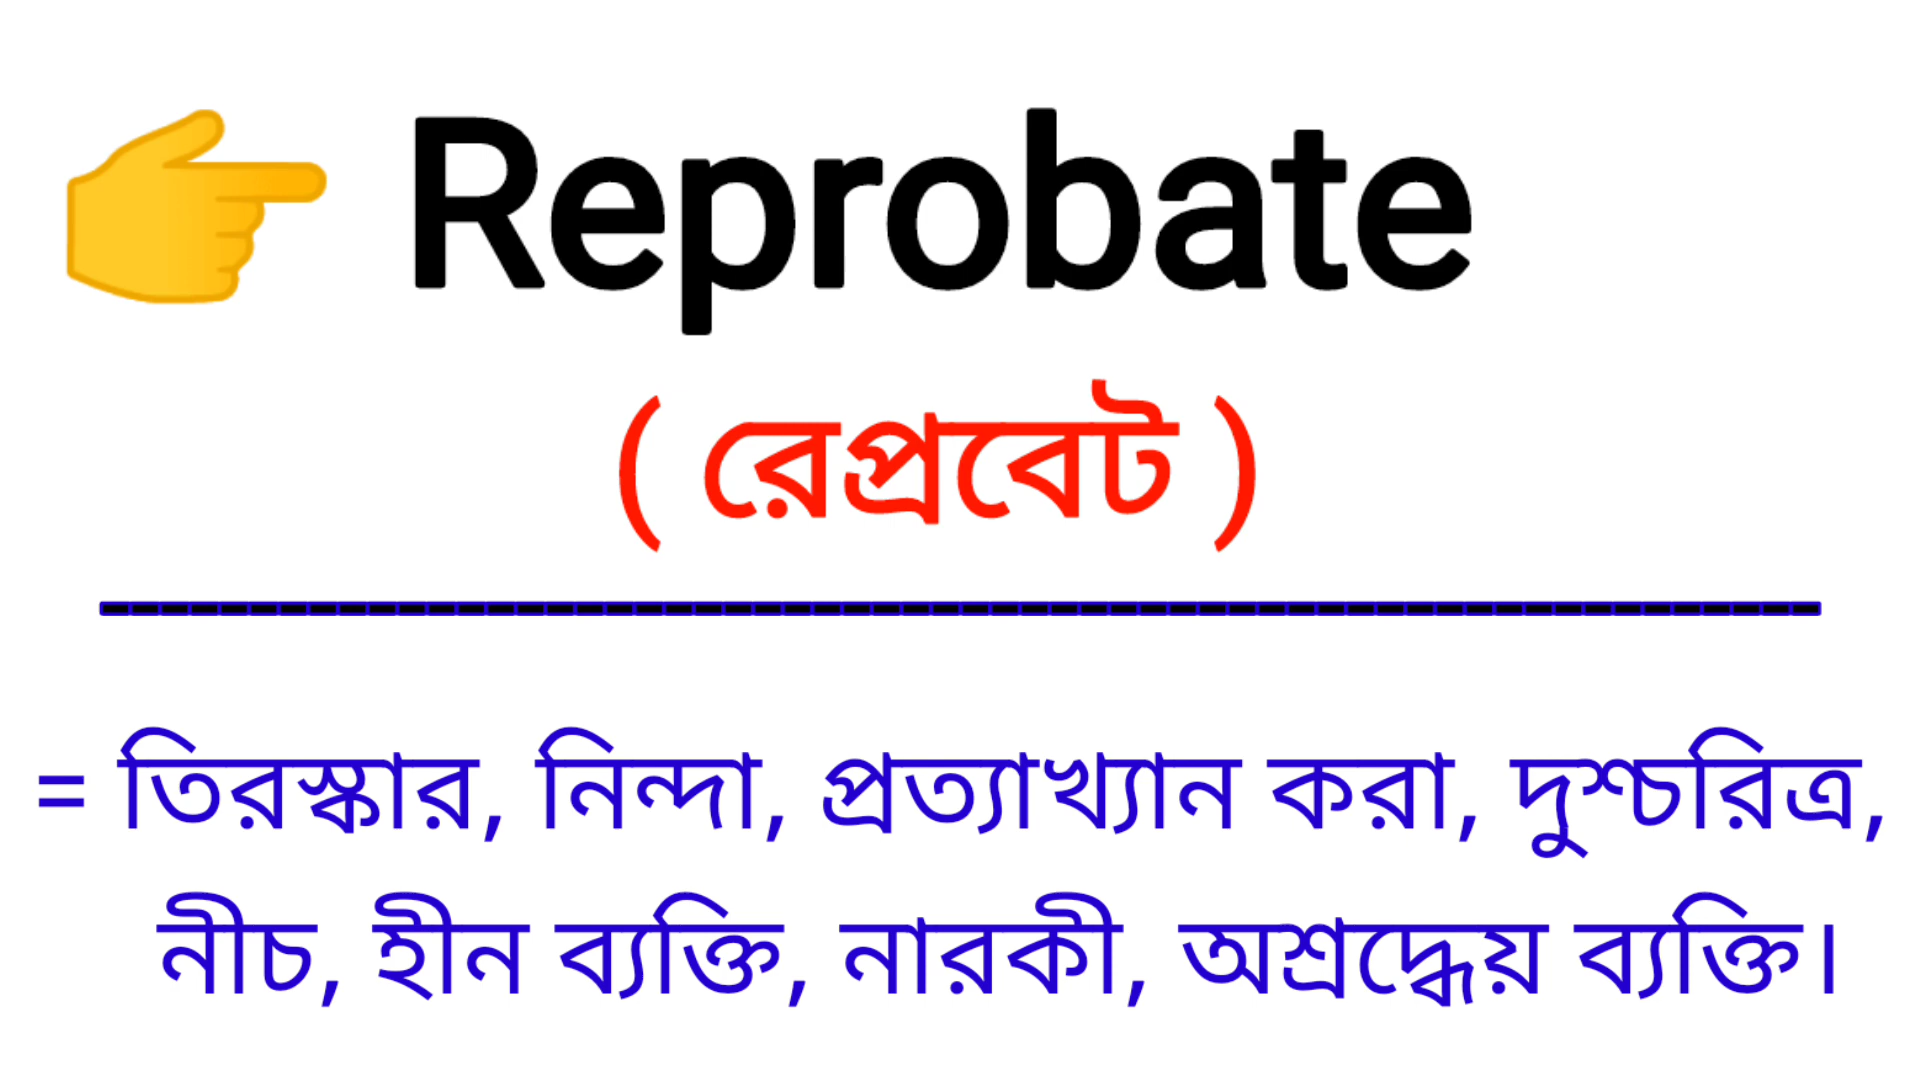 👉 Reprobate
( রেপ্রবেট )
--------------------------------------------------
= তিরস্কার, নিন্দা, প্রত্যাখ্যান করা, দুশ্চরিত্র,
নীচ, হীন ব্যক্তি, নারকী, অশ্রদ্ধেয় ব্যক্তি।